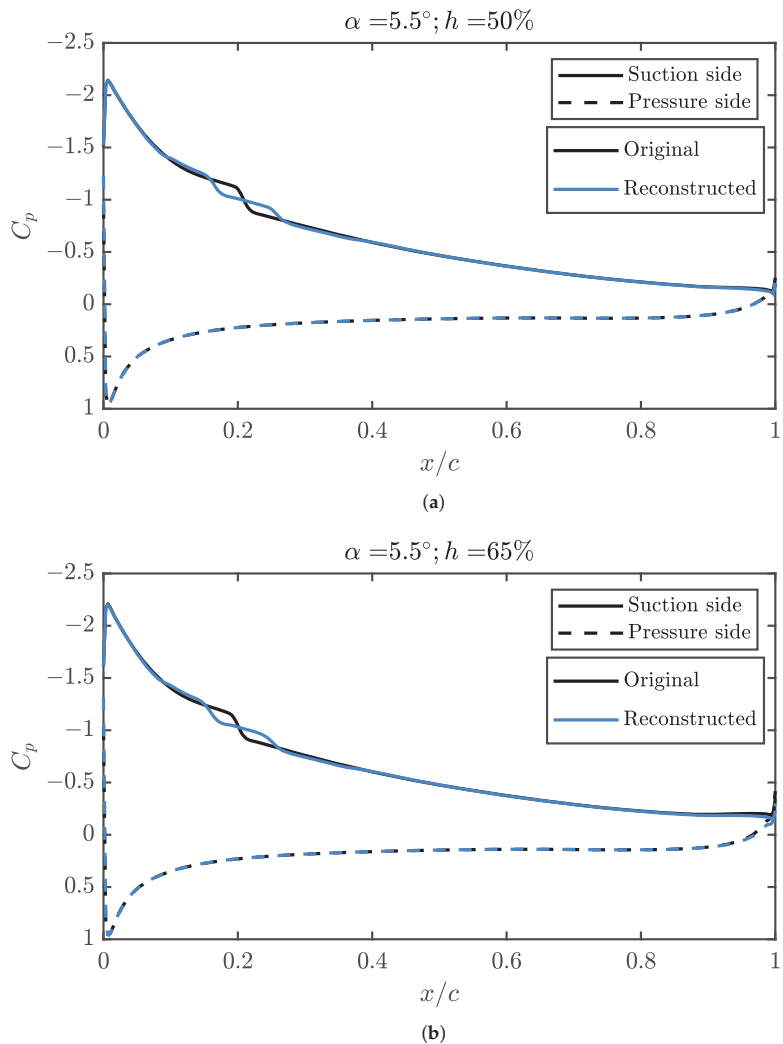 α =5.5°; h =50%
−2.5
−2
−1.5
−1
−0.5
0
0.5
1
C_p
Suction side
Pressure side
Original
Reconstructed
0 0.2 0.4 0.6 0.8 1
x/c
(a)
α =5.5°; h =65%
−2.5
−2
−1.5
−1
−0.5
0
0.5
1
C_p
Suction side
Pressure side
Original
Reconstructed
0 0.2 0.4 0.6 0.8 1
x/c
(b)